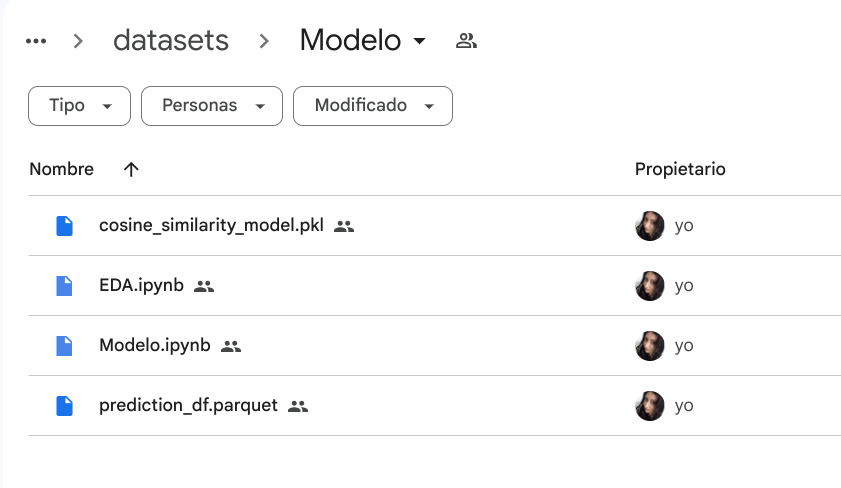 ... > datasets > Modelo
Tipo Personas Modificado
Nombre Propietario
cosine_similarity_model.pkl yo
EDA.ipynb yo
Modelo.ipynb yo
prediction_df.parquet yo